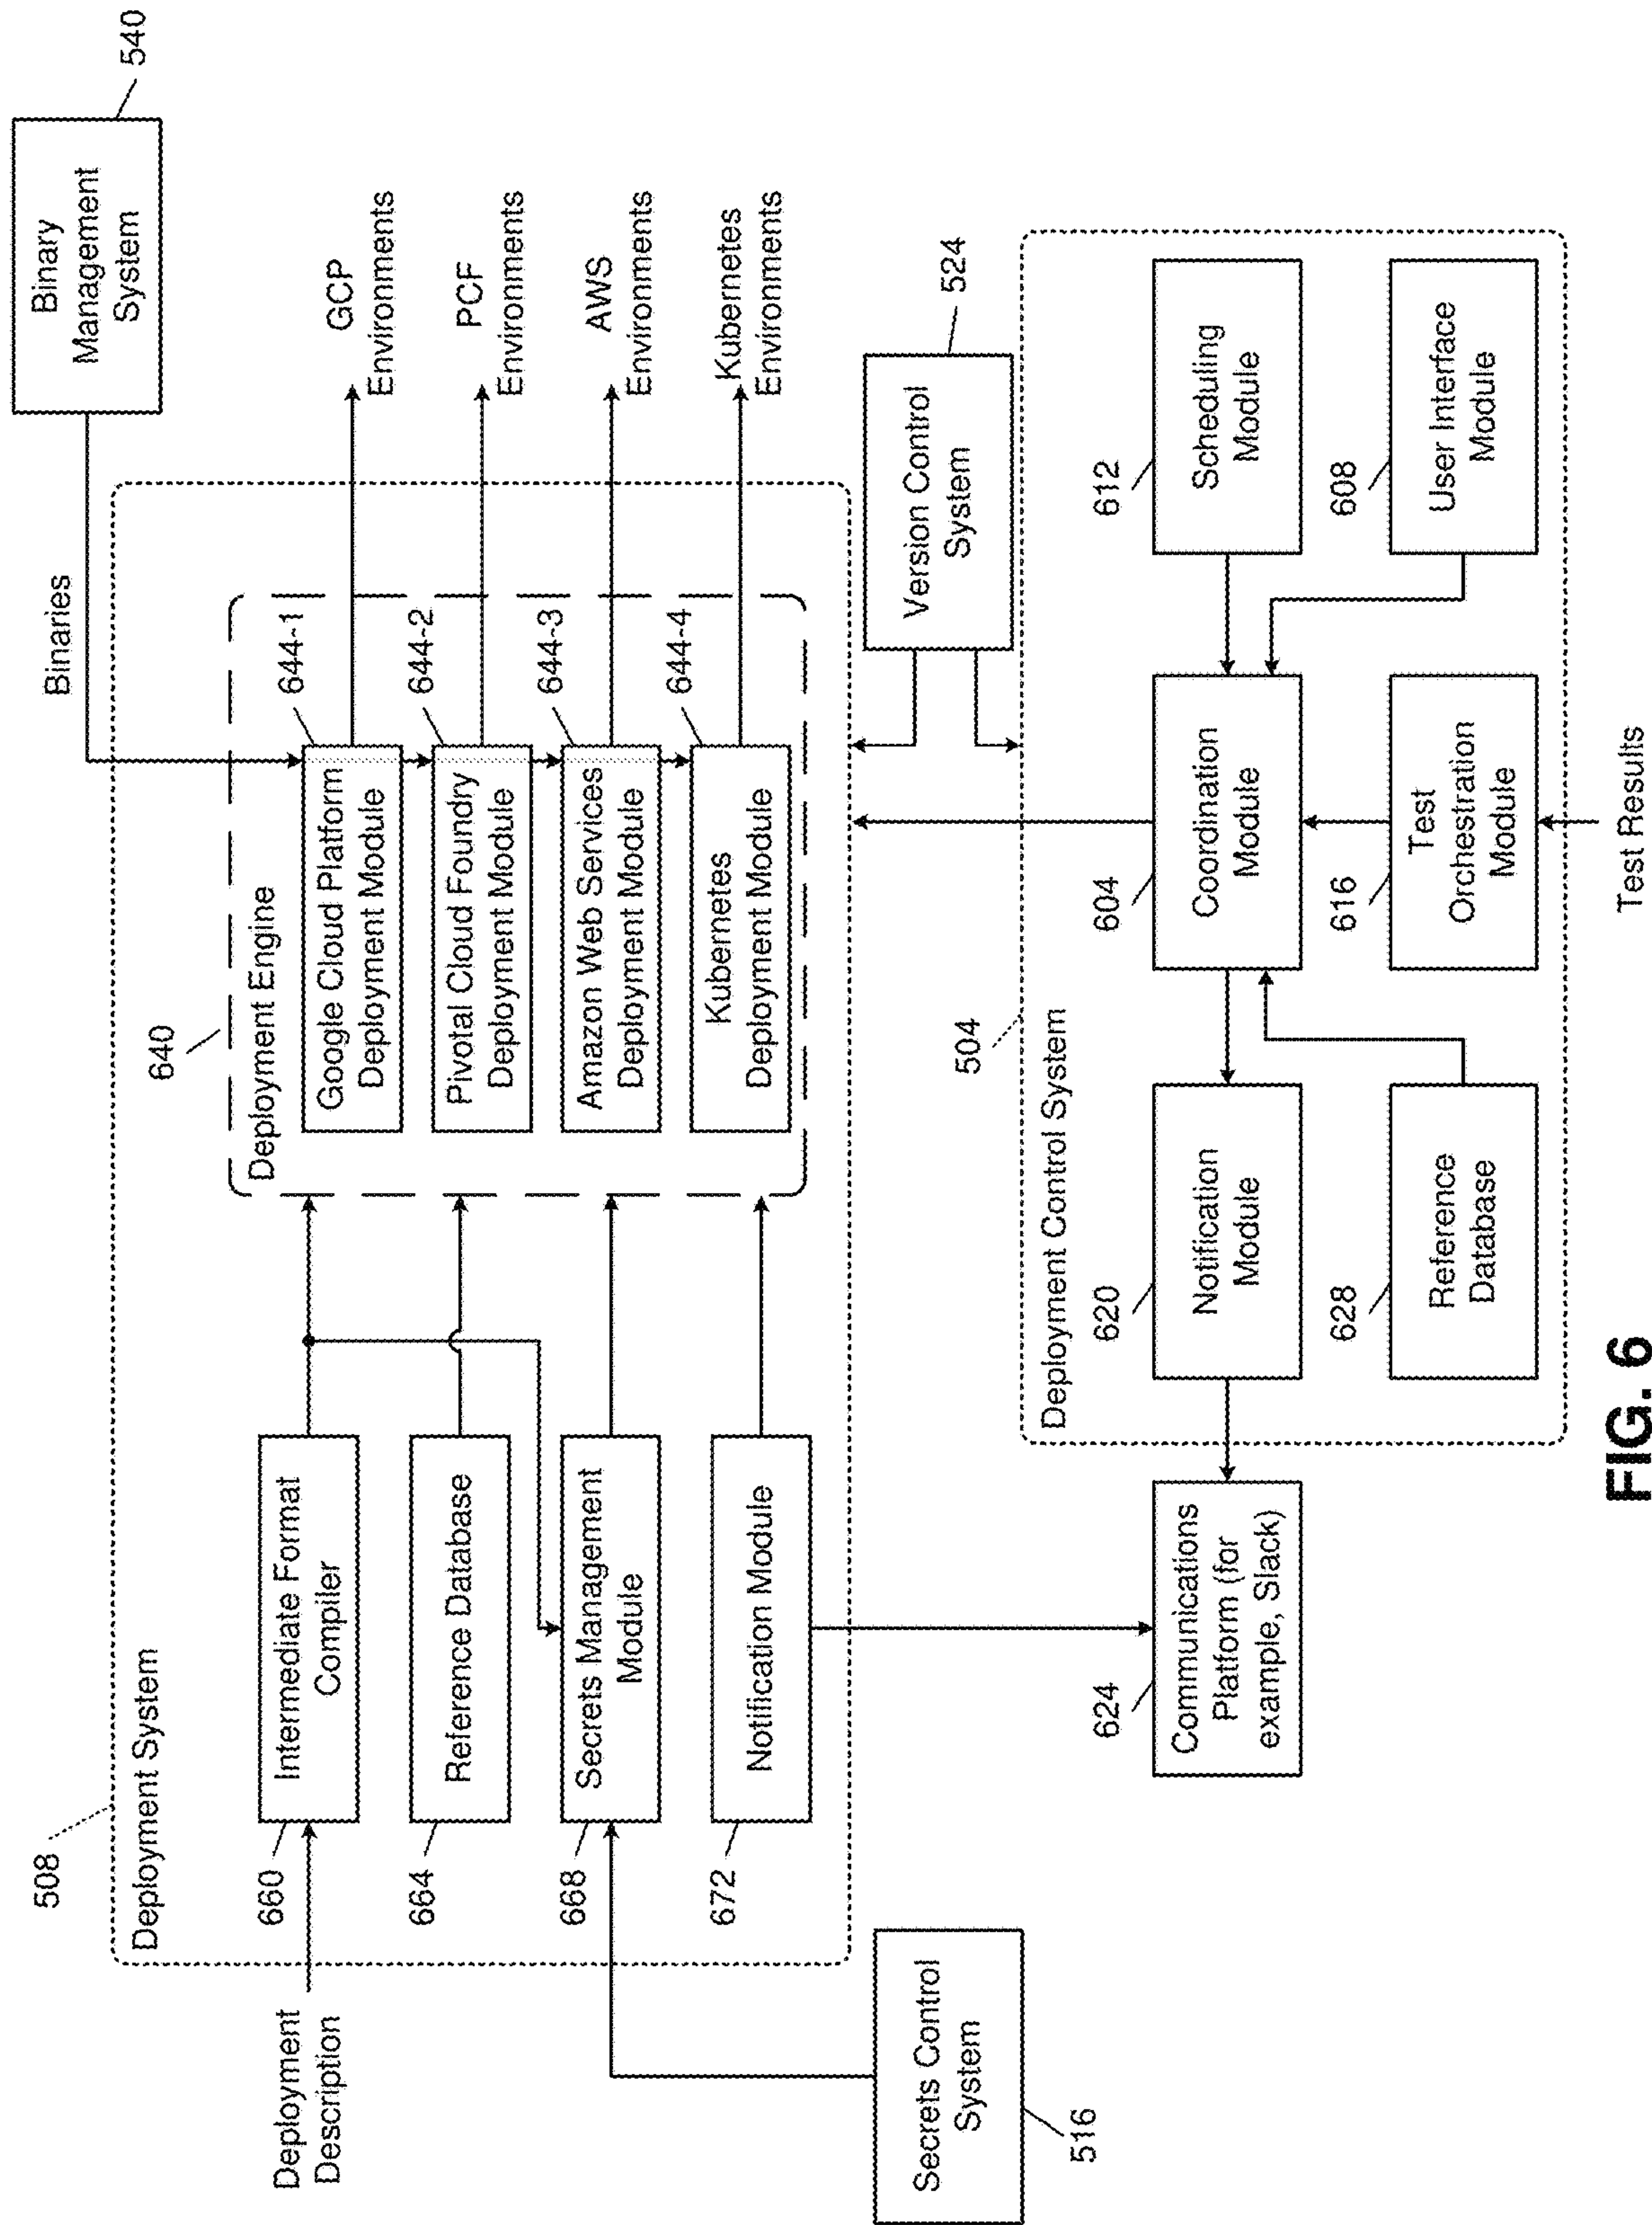 508
Deployment System
Deployment
Description
660
Intermediate Format
Compiler
664
Reference Database
668
Secrets Management
Module
672
Notification Module
Secrets Control
System
516
640
Deployment Engine
Google Cloud Platform
Deployment Module
644-1
Pivotal Cloud Foundry
Deployment Module
644-2
Amazon Web Services
Deployment Module
644-3
Kubernetes
Deployment Module
644-4
Binaries
Binary
Management
System
540
GCP
Environments
PCF
Environments
AWS
Environments
Kubernetes
Environments
Version Control
System
524
504
Deployment Control System
624
Communications
Platform (for
example, Slack)
620
Notification
Module
604
Coordination
Module
612
Scheduling
Module
628
Reference
Database
616
Test
Orchestration
Module
608
User Interface
Module
Test Results
FIG. 6